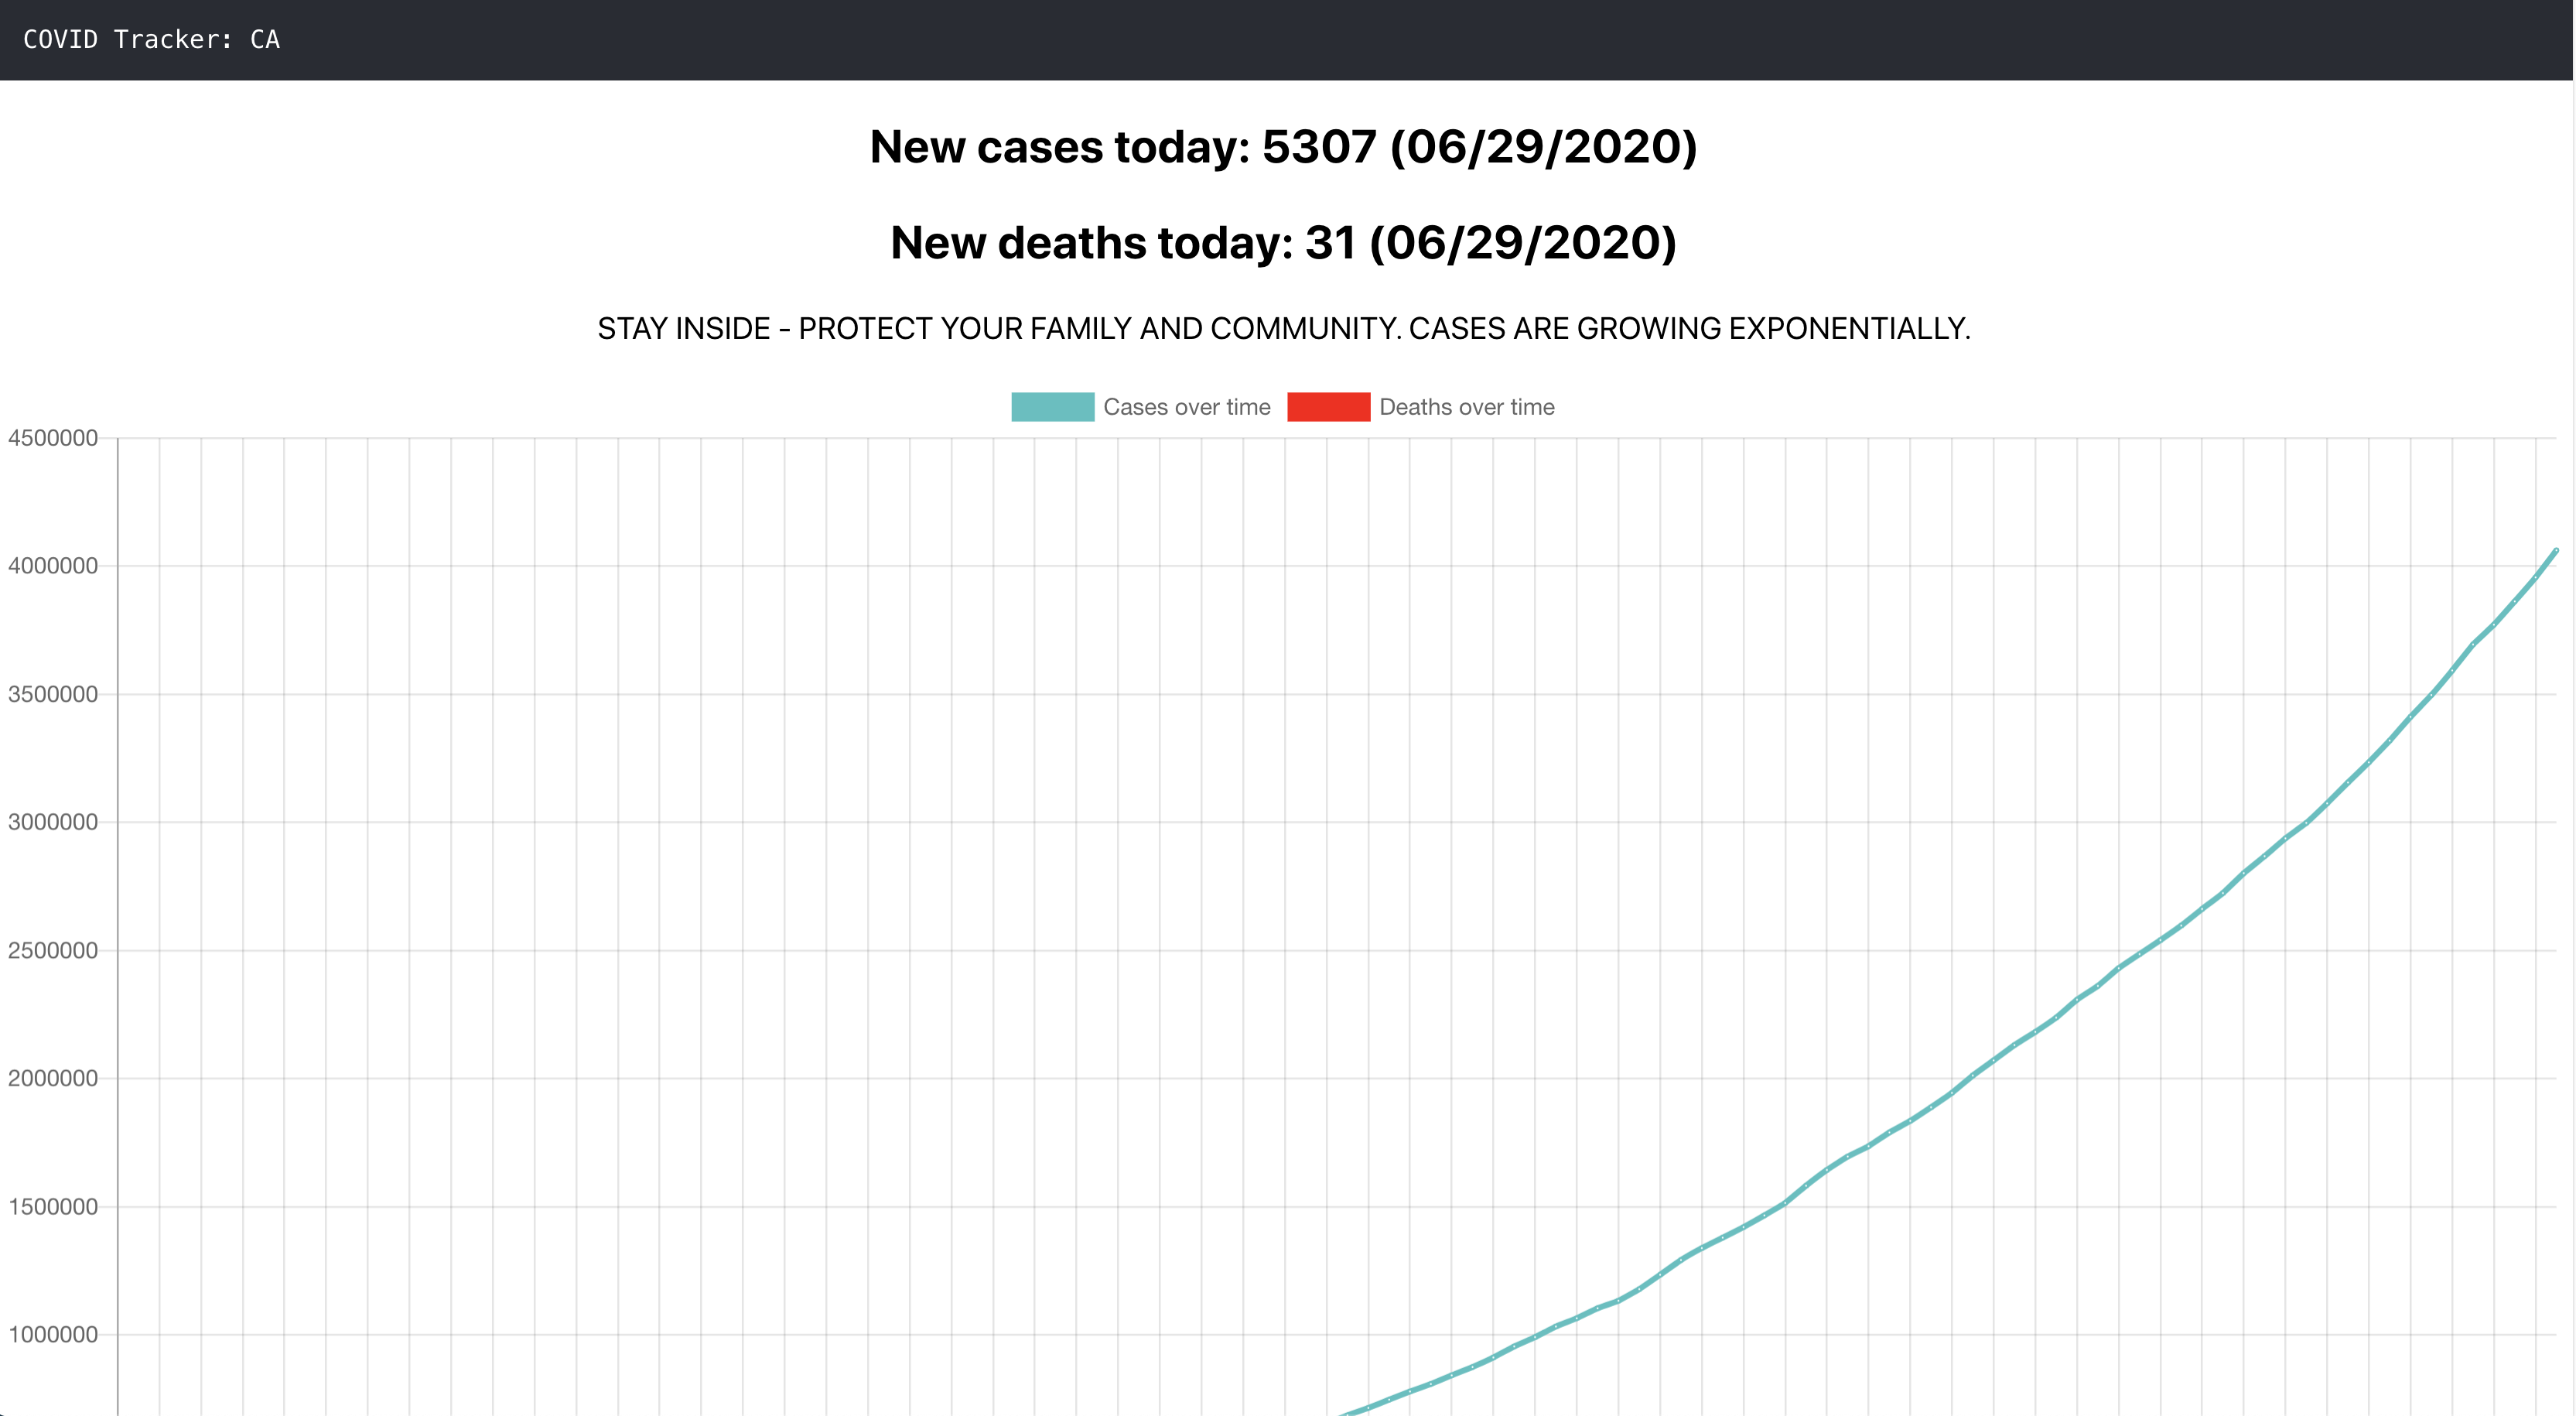 COVID Tracker: CA
New cases today: 5307 (06/29/2020)
New deaths today: 31 (06/29/2020)
STAY INSIDE - PROTECT YOUR FAMILY AND COMMUNITY. CASES ARE GROWING EXPONENTIALLY.
Cases over time Deaths over time
4500000
4000000
3500000
3000000
2500000
2000000
1500000
1000000